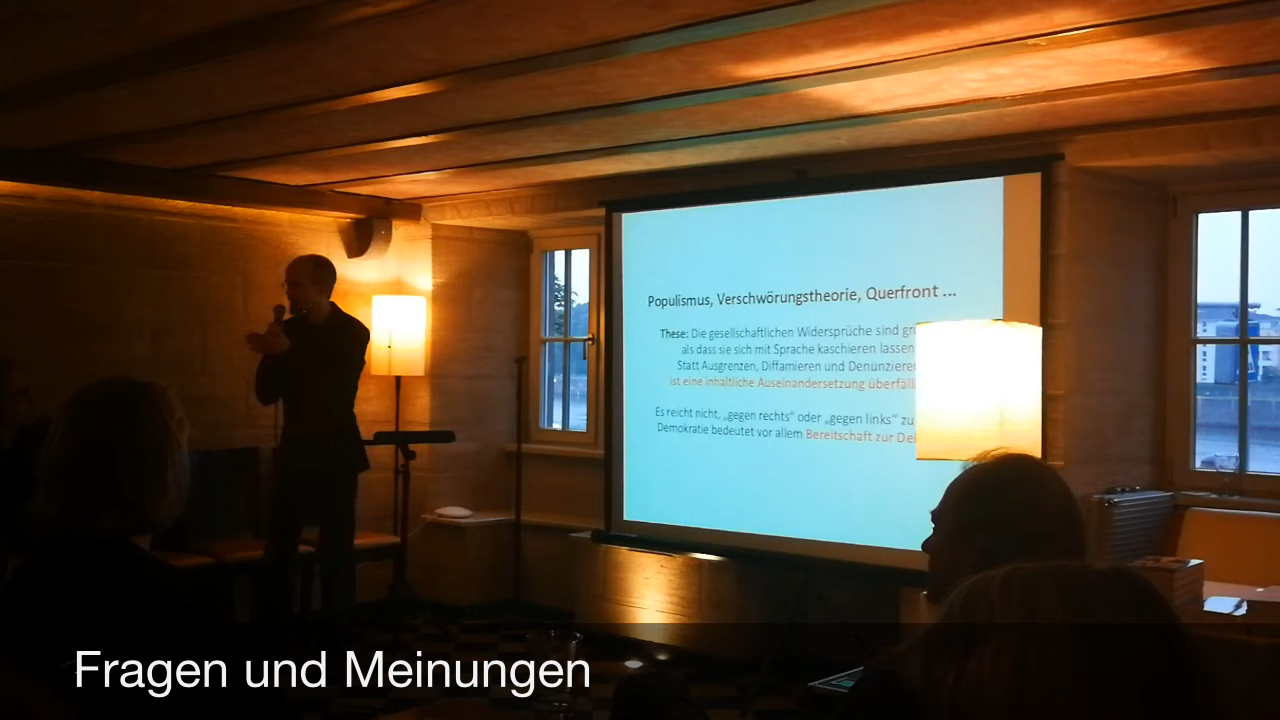 Populismus, Verschwörungstheorie, Querfront ...
These: Die gesellschaftlichen Widersprüche sind
als dass sie sich mit Sprache kaschieren lassen
Statt Ausgrenzen, Diffamieren und
ist eine inhaltliche Auseinandersetzung
Es reicht nicht, „gegen rechts“ oder „gegen links“ zu
Demokratie bedeutet vor allem Bereitschaft zur
Fragen und Meinungen